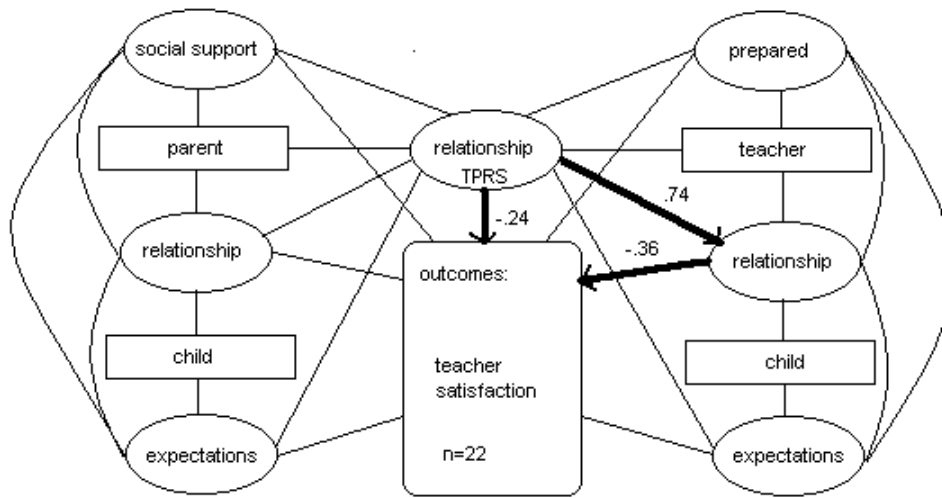 social support
prepared
parent
relationship
TPRS
teacher
-.24
.74
relationship
-.36
relationship
outcomes:
child
teacher
satisfaction
child
expectations
n=22
expectations